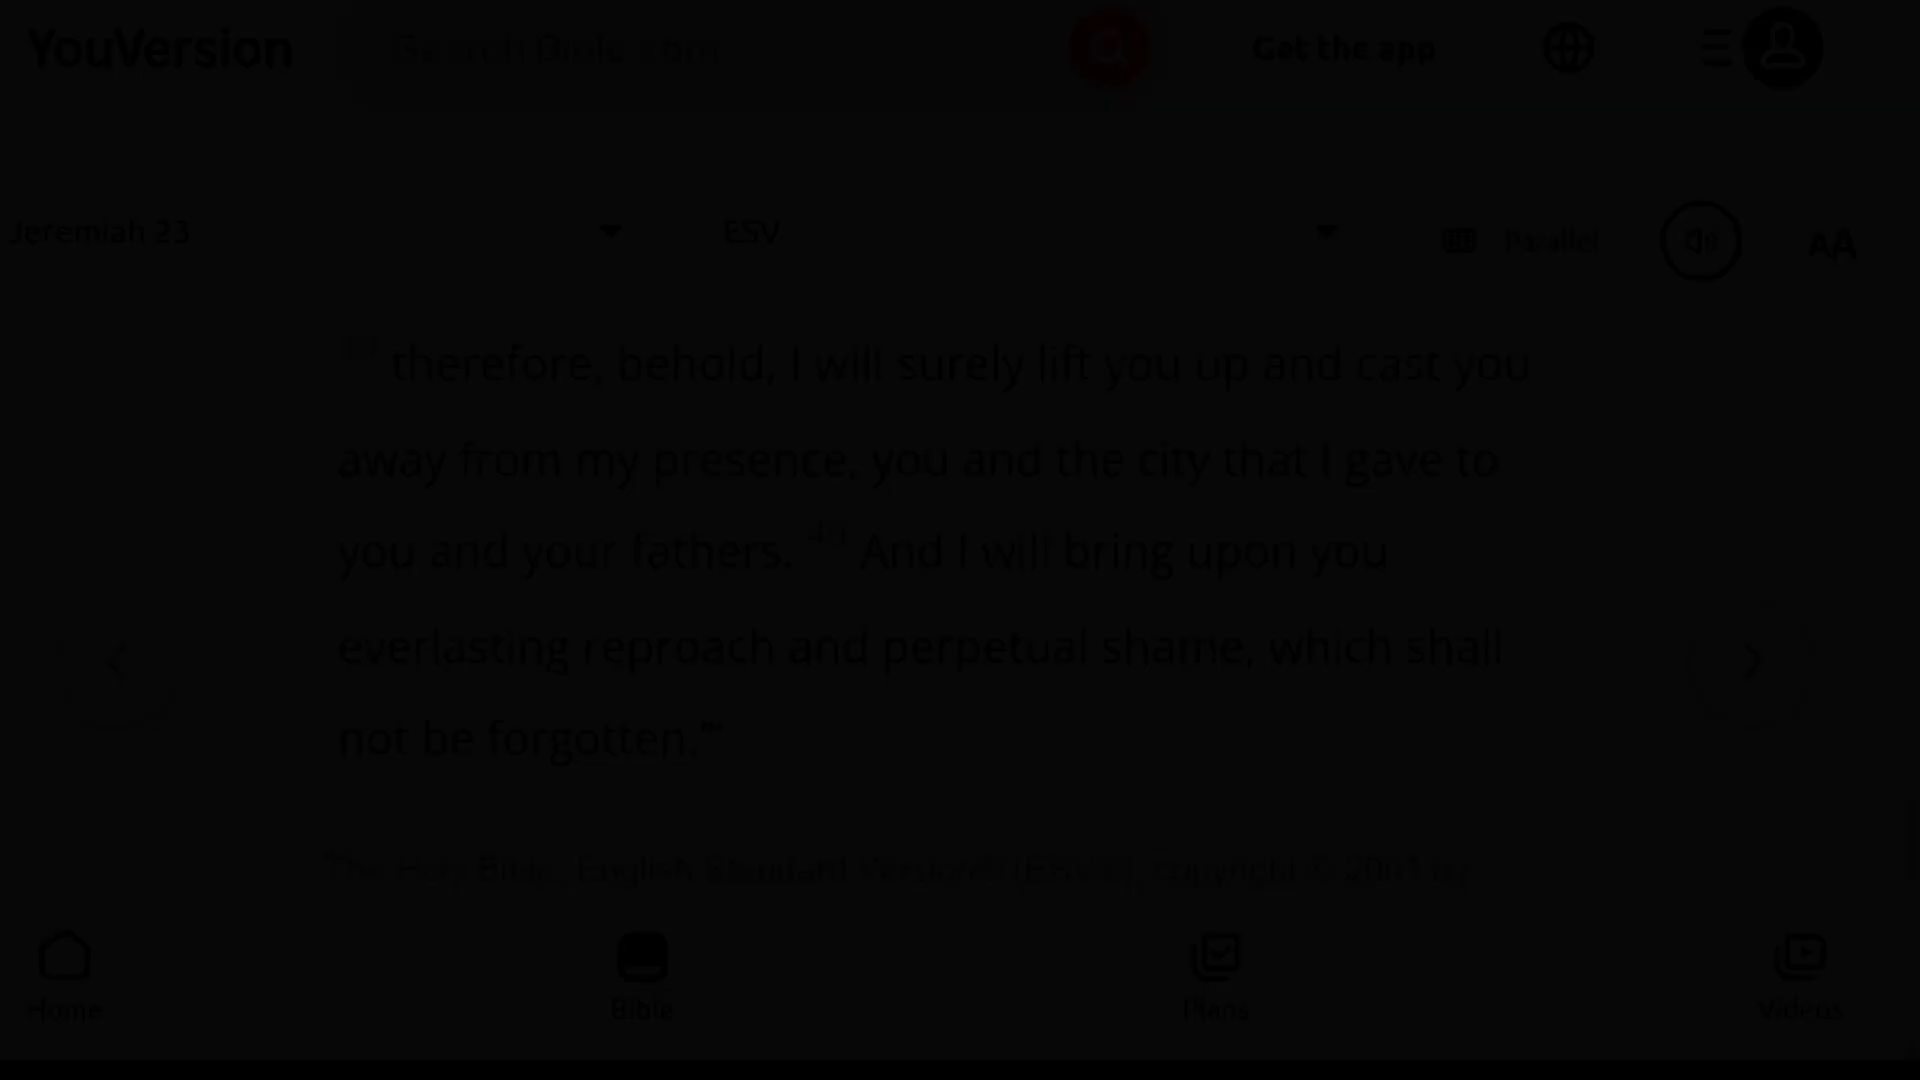 YouVersion Search Bible.com Get the app
Jeremiah 23 ESV Parallel AA
39 therefore, behold, I will surely lift you up and cast you
away from my presence, you and the city that I gave to
you and your fathers. 40 And I will bring upon you
everlasting reproach and perpetual shame, which shall
not be forgotten.’”
The Holy Bible, English Standard Version® (ESV®), copyright © 2001 by
Home Bible Plans Videos